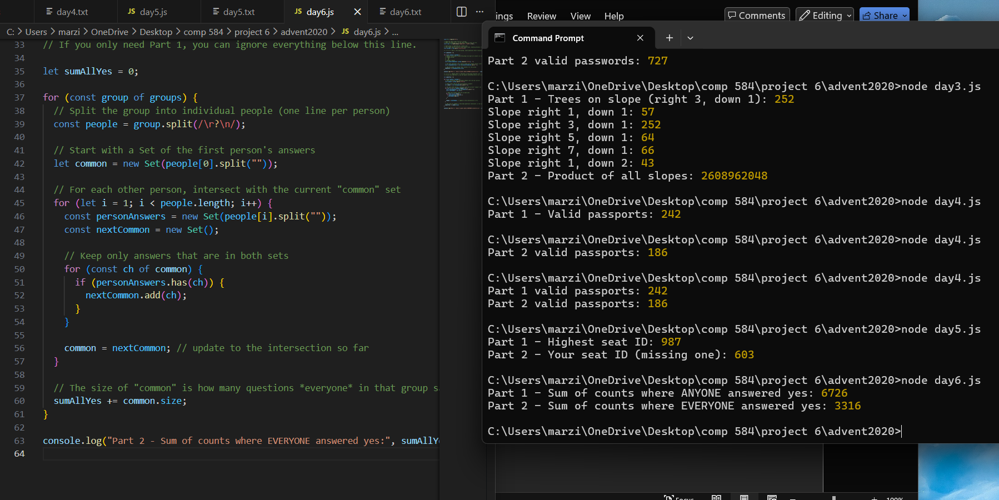 day4.txt
JS day5.js
day5.txt
JS day6.js
day6.txt
C: > Users > marzi > OneDrive > Desktop > comp 584 > project 6 > advent2020 > JS day6.js > ...
33 // If you only need Part 1, you can ignore everything below this line.
34
35 let sumAllYes = 0;
36
37 for (const group of groups) {
38 // Split the group into individual people (one line per person)
39 const people = group.split(/\r?\n/);
40
41 // Start with a Set of the first person's answers
42 let common = new Set(people[0].split(""));
43
44 // For each other person, intersect with the current "common" set
45 for (let i = 1; i < people.length; i++) {
46 const personAnswers = new Set(people[i].split(""));
47 const nextCommon = new Set();
48
49 // Keep only answers that are in both sets
50 for (const ch of common) {
51 if (personAnswers.has(ch)) {
52 nextCommon.add(ch);
53 }
54 }
55
56 common = nextCommon; // update to the intersection so far
57 }
58
59 // The size of "common" is how many questions *everyone* in that group s
60 sumAllYes += common.size;
61 }
62
63 console.log("Part 2 - Sum of counts where EVERYONE answered yes:", sumAllY
64
ings Review View Help
Comments
Editing
Share
Command Prompt
Part 2 valid passwords: 727
C:\Users\marzi\OneDrive\Desktop\comp 584\project 6\advent2020>node day3.js
Part 1 - Trees on slope (right 3, down 1): 252
Slope right 1, down 1: 57
Slope right 3, down 1: 252
Slope right 5, down 1: 64
Slope right 7, down 1: 66
Slope right 1, down 2: 43
Part 2 - Product of all slopes: 2608962048
C:\Users\marzi\OneDrive\Desktop\comp 584\project 6\advent2020>node day4.js
Part 1 - Valid passports: 242
C:\Users\marzi\OneDrive\Desktop\comp 584\project 6\advent2020>node day4.js
Part 2 valid passports: 186
C:\Users\marzi\OneDrive\Desktop\comp 584\project 6\advent2020>node day4.js
Part 1 valid passports: 242
Part 2 valid passports: 186
C:\Users\marzi\OneDrive\Desktop\comp 584\project 6\advent2020>node day5.js
Part 1 - Highest seat ID: 987
Part 2 - Your seat ID (missing one): 603
C:\Users\marzi\OneDrive\Desktop\comp 584\project 6\advent2020>node day6.js
Part 1 - Sum of counts where ANYONE answered yes: 6726
Part 2 - Sum of counts where EVERYONE answered yes: 3316
C:\Users\marzi\OneDrive\Desktop\comp 584\project 6\advent2020>
Focus
100%